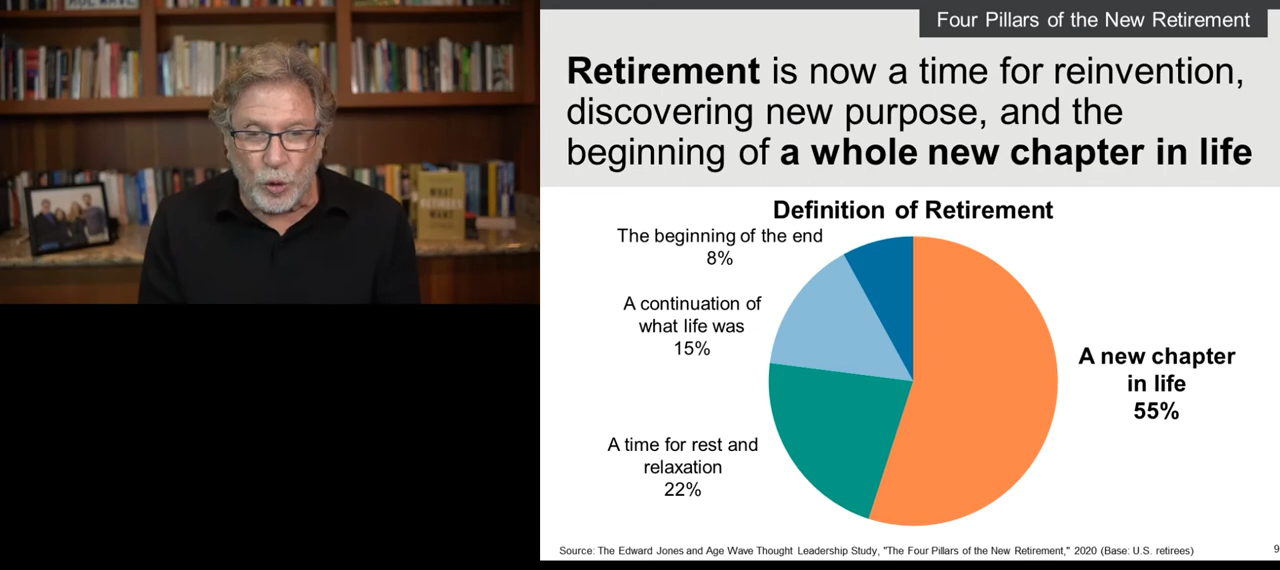 Four Pillars of the New Retirement
Retirement is now a time for reinvention,
discovering new purpose, and the
beginning of a whole new chapter in life
Definition of Retirement
The beginning of the end
8%
A continuation of
what life was
15%
A time for rest and
relaxation
22%
A new chapter
in life
55%
Source: The Edward Jones and Age Wave Thought Leadership Study, "The Four Pillars of the New Retirement," 2020 (Base: U.S. retirees)
9
WHAT
RETIREES
WANT